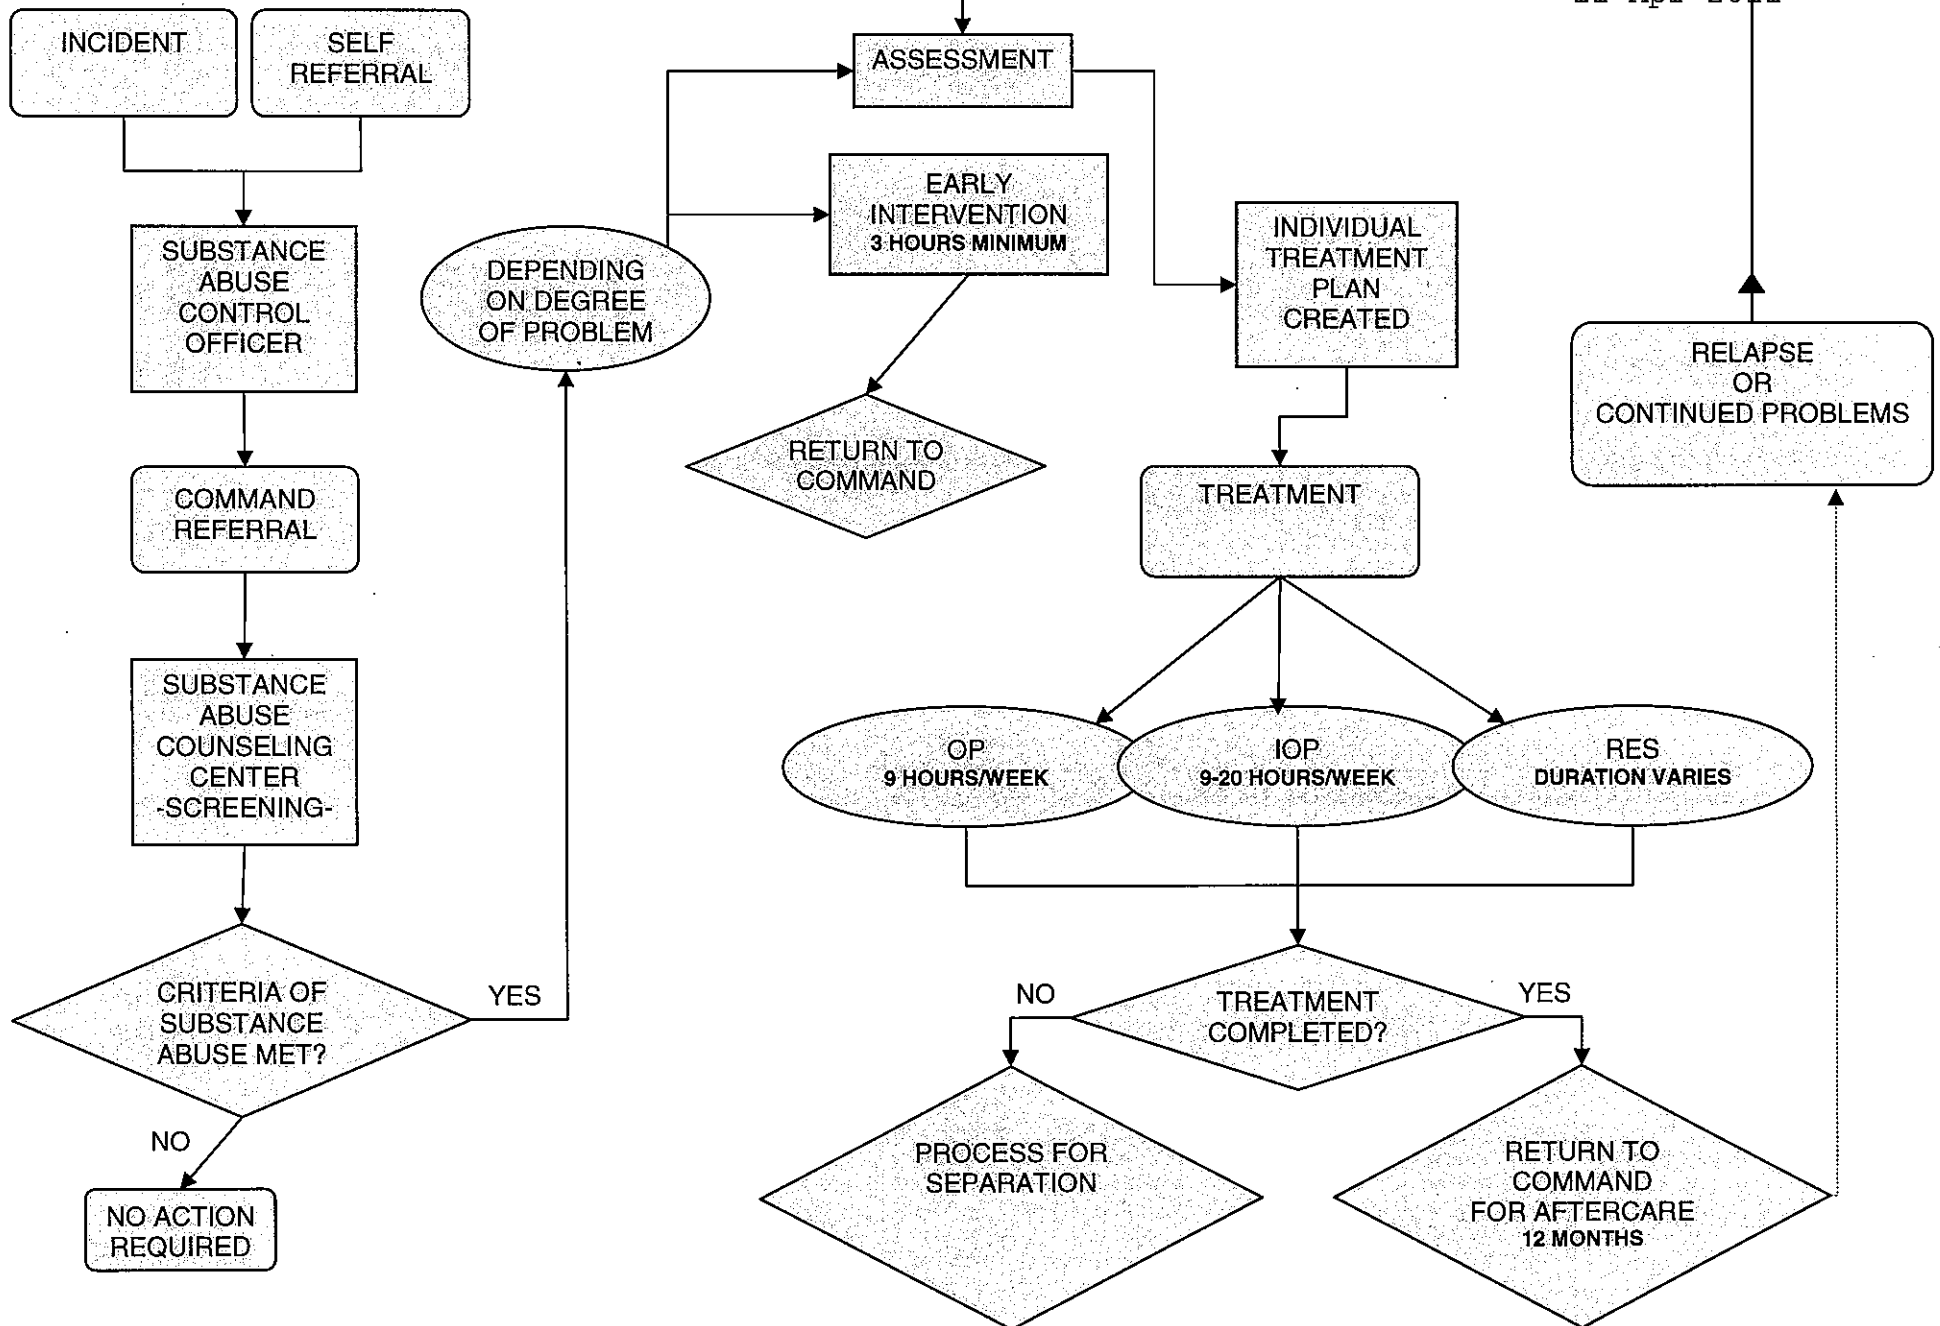 INCIDENT
SELF
REFERRAL
SUBSTANCE
ABUSE
CONTROL
OFFICER
COMMAND
REFERRAL
SUBSTANCE
ABUSE
COUNSELING
CENTER
-SCREENING-
CRITERIA OF
SUBSTANCE
ABUSE MET?
YES
NO
NO ACTION
REQUIRED
DEPENDING
ON DEGREE
OF PROBLEM
ASSESSMENT
EARLY
INTERVENTION
3 HOURS MINIMUM
RETURN TO
COMMAND
INDIVIDUAL
TREATMENT
PLAN
CREATED
TREATMENT
OP
9 HOURS/WEEK
IOP
9-20 HOURS/WEEK
RES
DURATION VARIES
TREATMENT
COMPLETED?
NO
YES
PROCESS FOR
SEPARATION
RETURN TO
COMMAND
FOR AFTERCARE
12 MONTHS
RELAPSE
OR
CONTINUED PROBLEMS